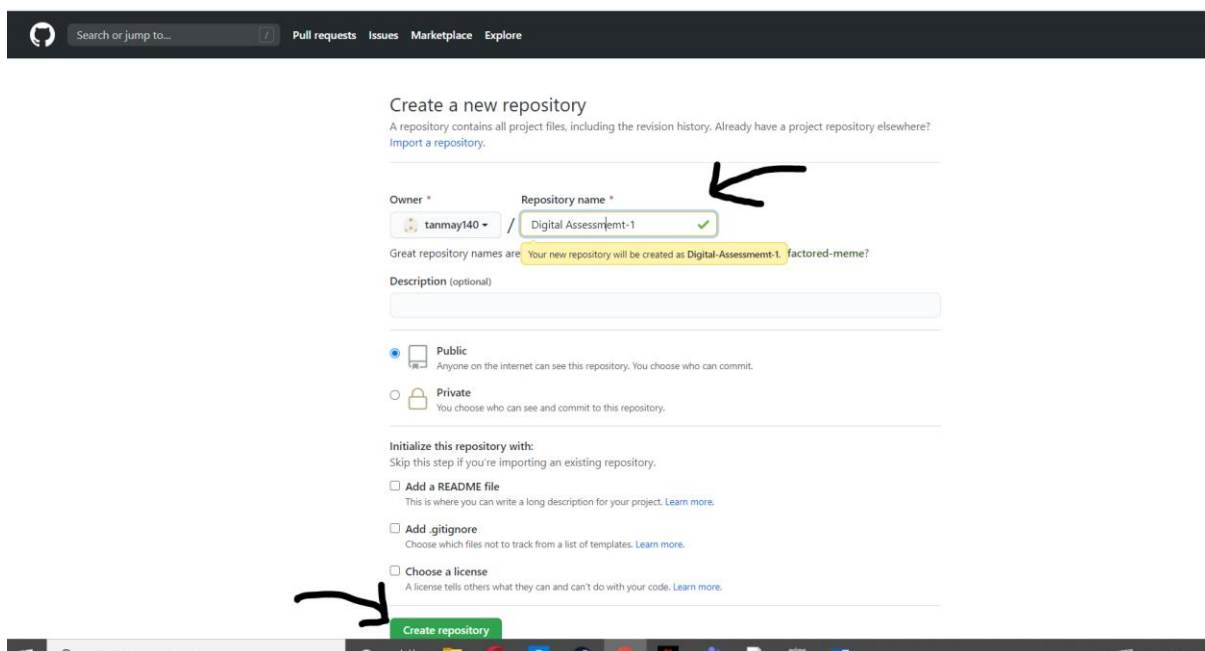 Search or jump to... /
Pull requests Issues Marketplace Explore
Create a new repository
A repository contains all project files, including the revision history. Already have a project repository elsewhere?
Import a repository.
Owner * Repository name *
tanmay140 / Digital Assessmemt-1
Great repository names are Your new repository will be created as Digital-Assessmemt-1. factored-meme?
Description (optional)
Public
Anyone on the internet can see this repository. You choose who can commit.
Private
You choose who can see and commit to this repository.
Initialize this repository with:
Skip this step if you're importing an existing repository.
Add a README file
This is where you can write a long description for your project. Learn more.
Add .gitignore
Choose which files not to track from a list of templates. Learn more.
Choose a license
A license tells others what they can and can't do with your code. Learn more.
Create repository